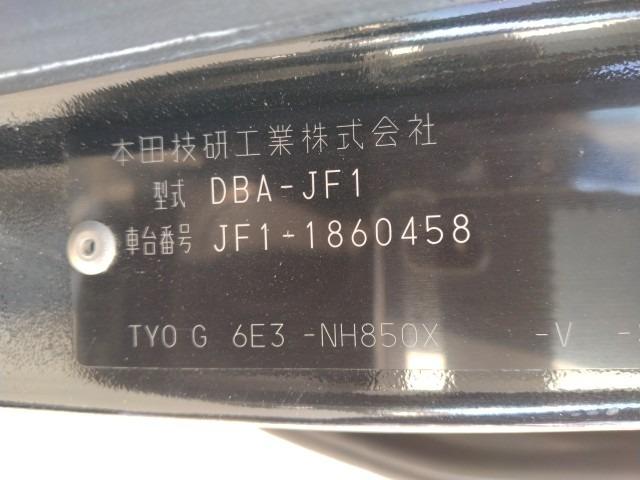 本田技研工業株式会社
型式 DBA-JF1
車台番号 JF1-1860458
TYO G 6E3 -NH850X -V -